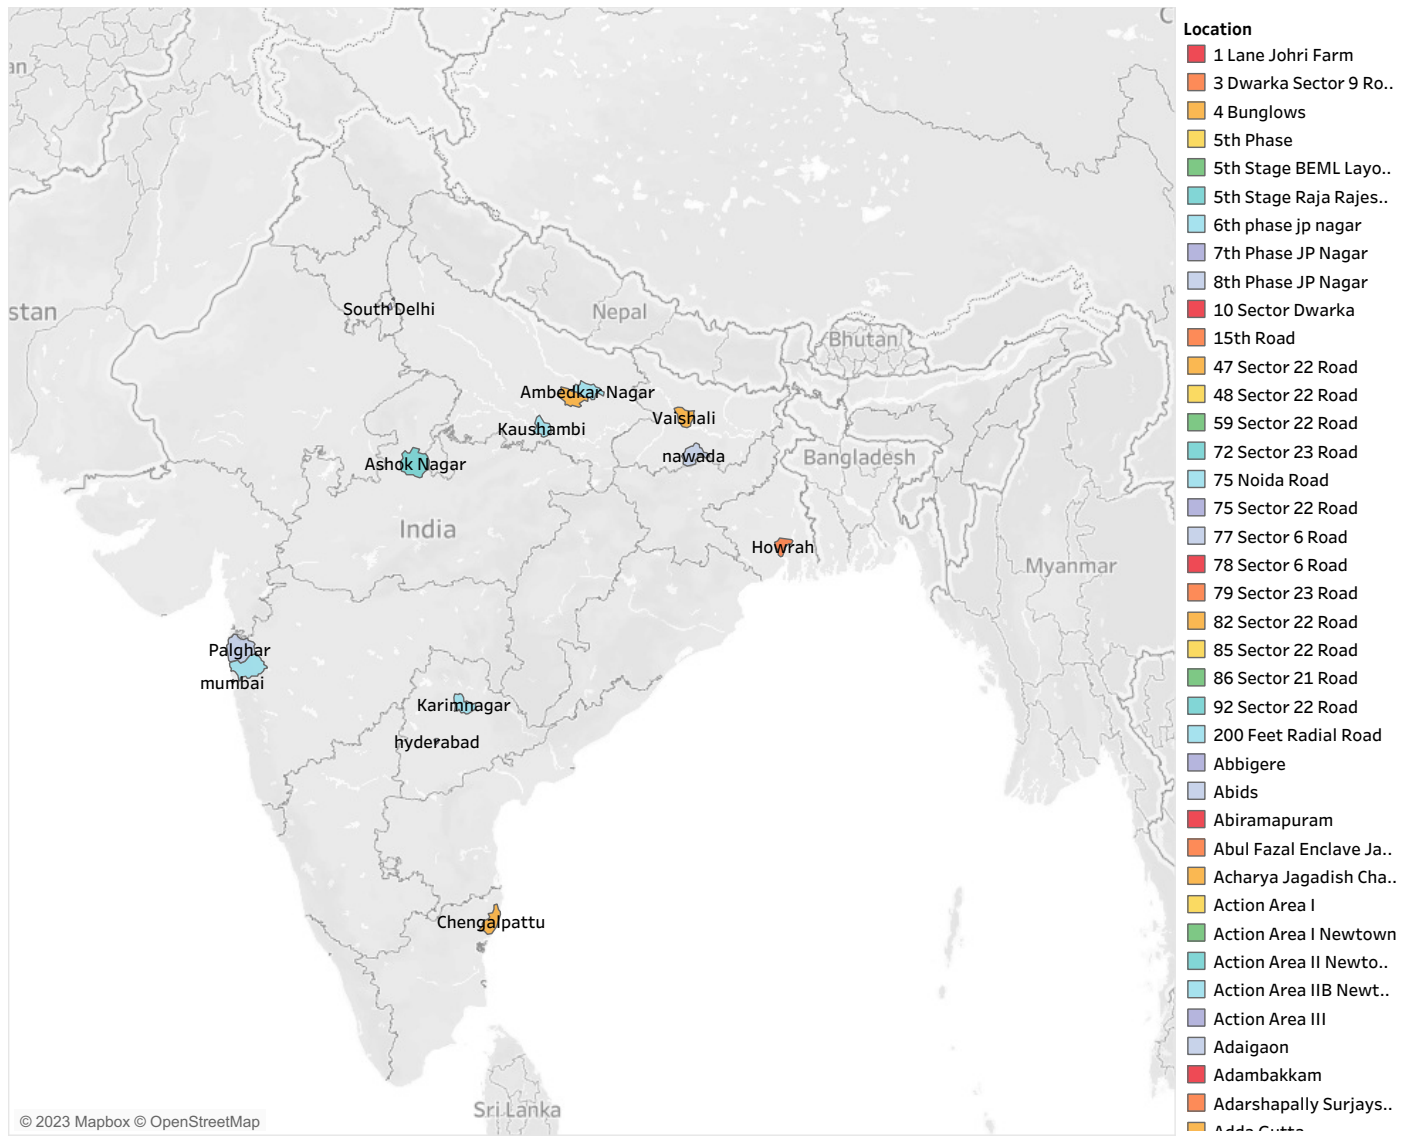 an
C
stan
South Delhi
Nepal
Bhutan
Ambedkar Nagar
Vaishali
Kaushambi
nawada
Ashok Nagar
Bangladesh
India
Howrah
Myanmar
Palghar
mumbai
Karimnagar
hyderabad
Chengalpattu
Sri Lanka
© 2023 Mapbox © OpenStreetMap
Location
1 Lane Johri Farm
3 Dwarka Sector 9 Ro..
4 Bunglows
5th Phase
5th Stage BEML Layo..
5th Stage Raja Rajes..
6th phase jp nagar
7th Phase JP Nagar
8th Phase JP Nagar
10 Sector Dwarka
15th Road
47 Sector 22 Road
48 Sector 22 Road
59 Sector 22 Road
72 Sector 23 Road
75 Noida Road
75 Sector 22 Road
77 Sector 6 Road
78 Sector 6 Road
79 Sector 23 Road
82 Sector 22 Road
85 Sector 22 Road
86 Sector 21 Road
92 Sector 22 Road
200 Feet Radial Road
Abbigere
Abids
Abiramapuram
Abul Fazal Enclave Ja..
Acharya Jagadish Cha..
Action Area I
Action Area I Newtown
Action Area II Newto..
Action Area IIB Newt..
Action Area III
Adaigaon
Adambakkam
Adarshapally Surjays..
Adda Gutta